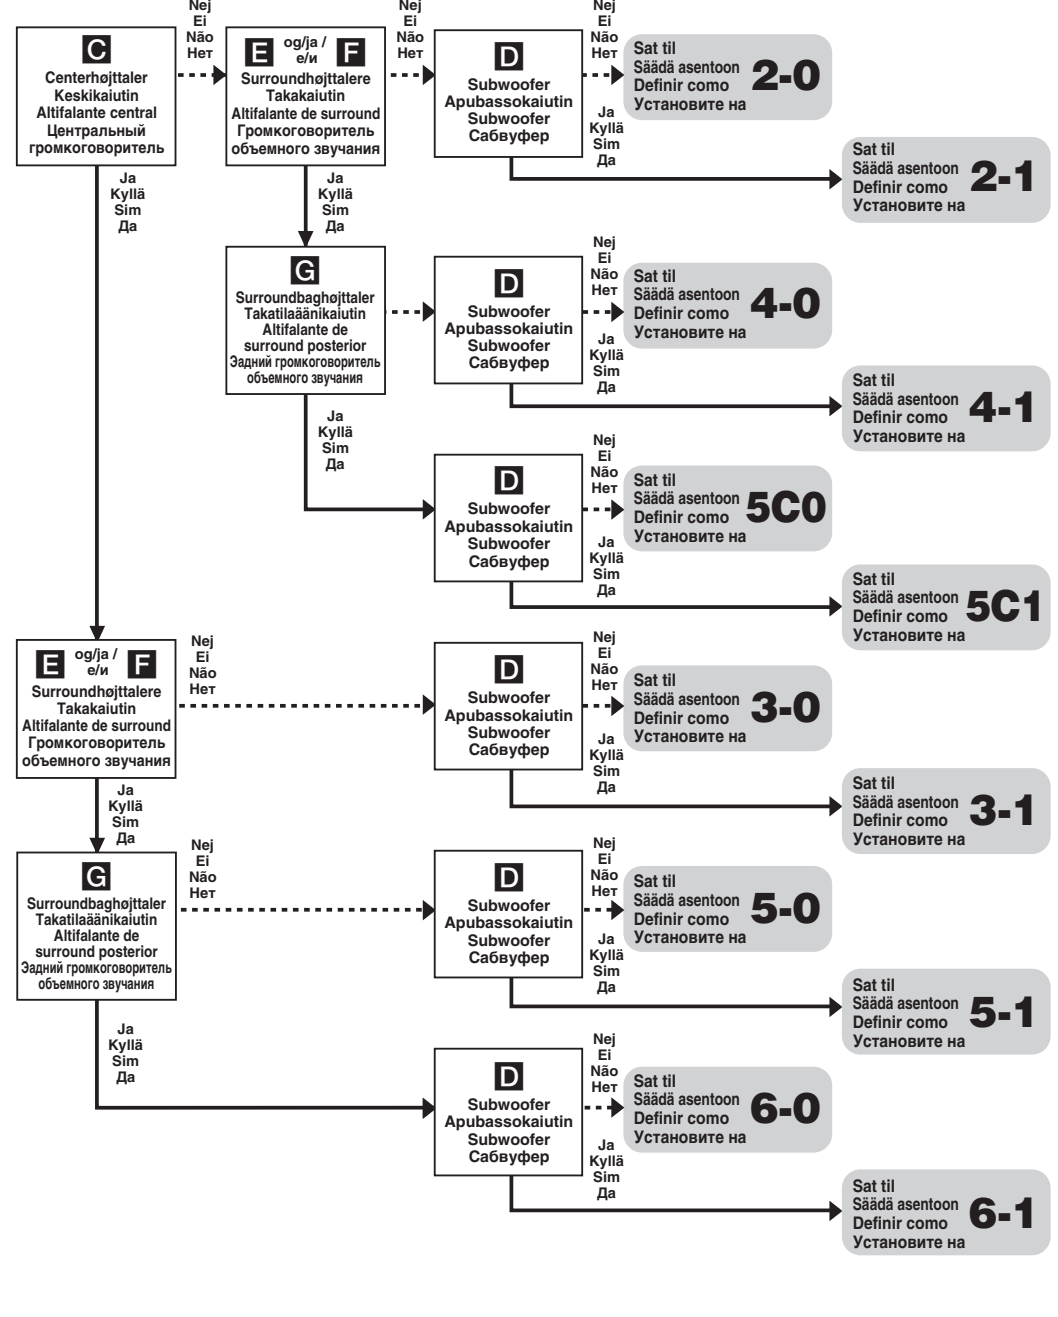 Nej
Ei
Não
Нет
Nej
Ei
Não
Нет
Nej
Ei
Não
Нет
C
Centerhøjttaler
Keskikaiutin
Altifalante central
Центральный
громкоговоритель
E og/ja / e/и F
Surroundhøjttalere
Takakaiutin
Altifalante de surround
Громкоговоритель
объемного звучания
D
Subwoofer
Apubassokaiutin
Subwoofer
Сабвуфер
Sat til
Säädä asentoon
Definir como
Установите на
2-0
Ja
Kyllä
Sim
Да
Sat til
Säädä asentoon
Definir como
Установите на
2-1
Ja
Kyllä
Sim
Да
Ja
Kyllä
Sim
Да
G
Surroundbaghøjttaler
Takatilaäänikaiutin
Altifalante de
surround posterior
Эадний громкоговоритель
объемного звучания
D
Subwoofer
Apubassokaiutin
Subwoofer
Сабвуфер
Nej
Ei
Não
Нет
Sat til
Säädä asentoon
Definir como
Установите на
4-0
Ja
Kyllä
Sim
Да
Sat til
Säädä asentoon
Definir como
Установите на
4-1
Ja
Kyllä
Sim
Да
D
Subwoofer
Apubassokaiutin
Subwoofer
Сабвуфер
Nej
Ei
Não
Нет
Sat til
Säädä asentoon
Definir como
Установите на
5C0
Ja
Kyllä
Sim
Да
Sat til
Säädä asentoon
Definir como
Установите на
5C1
E og/ja / e/и F
Surroundhøjttalere
Takakaiutin
Altifalante de surround
Громкоговоритель
объемного звучания
Nej
Ei
Não
Нет
D
Subwoofer
Apubassokaiutin
Subwoofer
Сабвуфер
Nej
Ei
Não
Нет
Sat til
Säädä asentoon
Definir como
Установите на
3-0
Ja
Kyllä
Sim
Да
Sat til
Säädä asentoon
Definir como
Установите на
3-1
Ja
Kyllä
Sim
Да
G
Surroundbaghøjttaler
Takatilaäänikaiutin
Altifalante de
surround posterior
Эадний громкоговоритель
объемного звучания
Nej
Ei
Não
Нет
D
Subwoofer
Apubassokaiutin
Subwoofer
Сабвуфер
Nej
Ei
Não
Нет
Sat til
Säädä asentoon
Definir como
Установите на
5-0
Ja
Kyllä
Sim
Да
Sat til
Säädä asentoon
Definir como
Установите на
5-1
Ja
Kyllä
Sim
Да
D
Subwoofer
Apubassokaiutin
Subwoofer
Сабвуфер
Nej
Ei
Não
Нет
Sat til
Säädä asentoon
Definir como
Установите на
6-0
Ja
Kyllä
Sim
Да
Sat til
Säädä asentoon
Definir como
Установите на
6-1